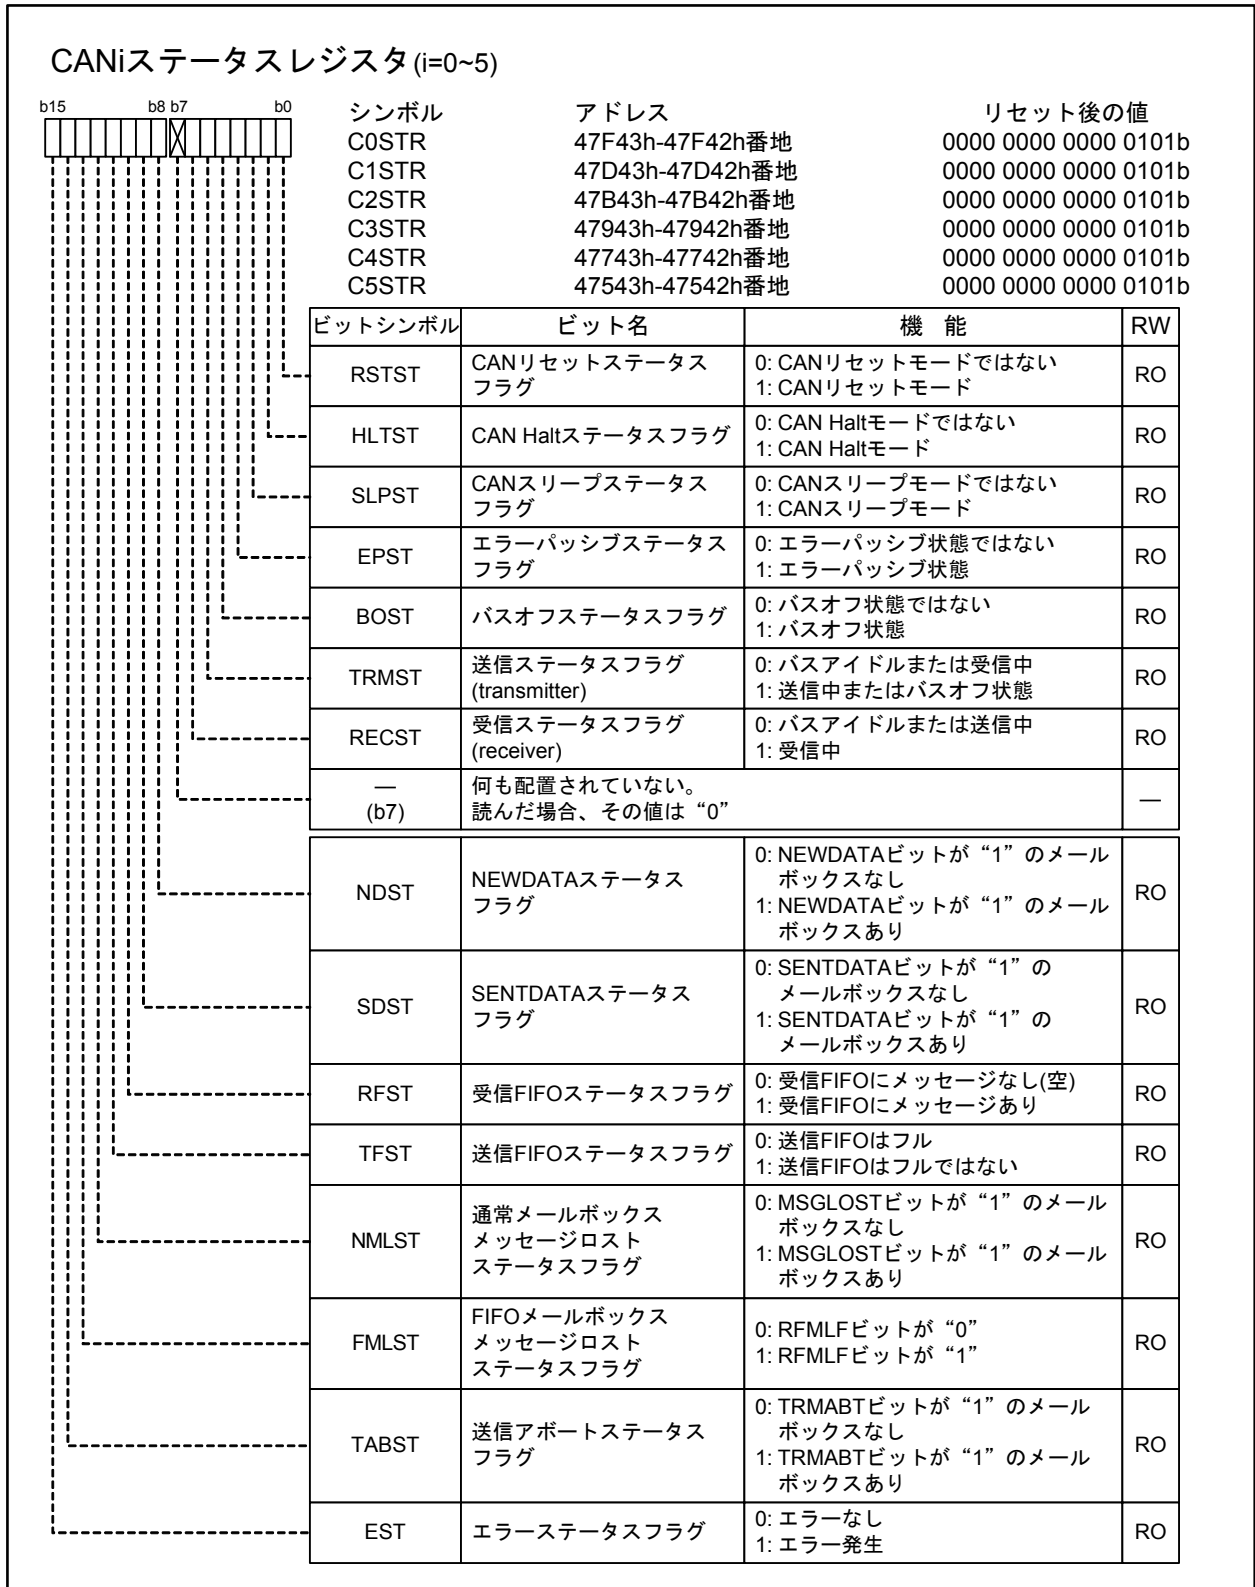 CANiステータスレジスタ(i=0~5)
b15 b8 b7 b0
シンボル アドレス リセット後の値
C0STR 47F43h-47F42h番地 0000 0000 0000 0101b
C1STR 47D43h-47D42h番地 0000 0000 0000 0101b
C2STR 47B43h-47B42h番地 0000 0000 0000 0101b
C3STR 47943h-47942h番地 0000 0000 0000 0101b
C4STR 47743h-47742h番地 0000 0000 0000 0101b
C5STR 47543h-47542h番地 0000 0000 0000 0101b
ビットシンボル ビット名 機 能 RW
RSTST
CANリセットステータス
フラグ
0: CANリセットモードではない
1: CANリセットモード
RO
HLTST
CAN Haltステータスフラグ
0: CAN Haltモードではない
1: CAN Haltモード
RO
SLPST
CANスリープステータス
フラグ
0: CANスリープモードではない
1: CANスリープモード
RO
EPST
エラーパッシブステータス
フラグ
0: エラーパッシブ状態ではない
1: エラーパッシブ状態
RO
BOST
バスオフステータスフラグ
0: バスオフ状態ではない
1: バスオフ状態
RO
TRMST
送信ステータスフラグ
(transmitter)
0: バスアイドルまたは受信中
1: 送信中またはバスオフ状態
RO
RECST
受信ステータスフラグ
(receiver)
0: バスアイドルまたは送信中
1: 受信中
RO
—
(b7)
何も配置されていない。
読んだ場合、その値は“0”
—
NDST
NEWDATAステータス
フラグ
0: NEWDATAビットが“1”のメール
ボックスなし
1: NEWDATAビットが“1”のメール
ボックスあり
RO
SDST
SENTDATAステータス
フラグ
0: SENTDATAビットが“1”の
メールボックスなし
1: SENTDATAビットが“1”の
メールボックスあり
RO
RFST
受信FIFOステータスフラグ
0: 受信FIFOにメッセージなし(空)
1: 受信FIFOにメッセージあり
RO
TFST
送信FIFOステータスフラグ
0: 送信FIFOはフル
1: 送信FIFOはフルではない
RO
NMLST
通常メールボックス
メッセージロスト
ステータスフラグ
0: MSGLOSTビットが“1”のメール
ボックスなし
1: MSGLOSTビットが“1”のメール
ボックスあり
RO
FMLST
FIFOメールボックス
メッセージロスト
ステータスフラグ
0: RFMLFビットが“0”
1: RFMLFビットが“1”
RO
TABST
送信アボートステータス
フラグ
0: TRMABTビットが“1”のメール
ボックスなし
1: TRMABTビットが“1”のメール
ボックスあり
RO
EST
エラーステータスフラグ
0: エラーなし
1: エラー発生
RO